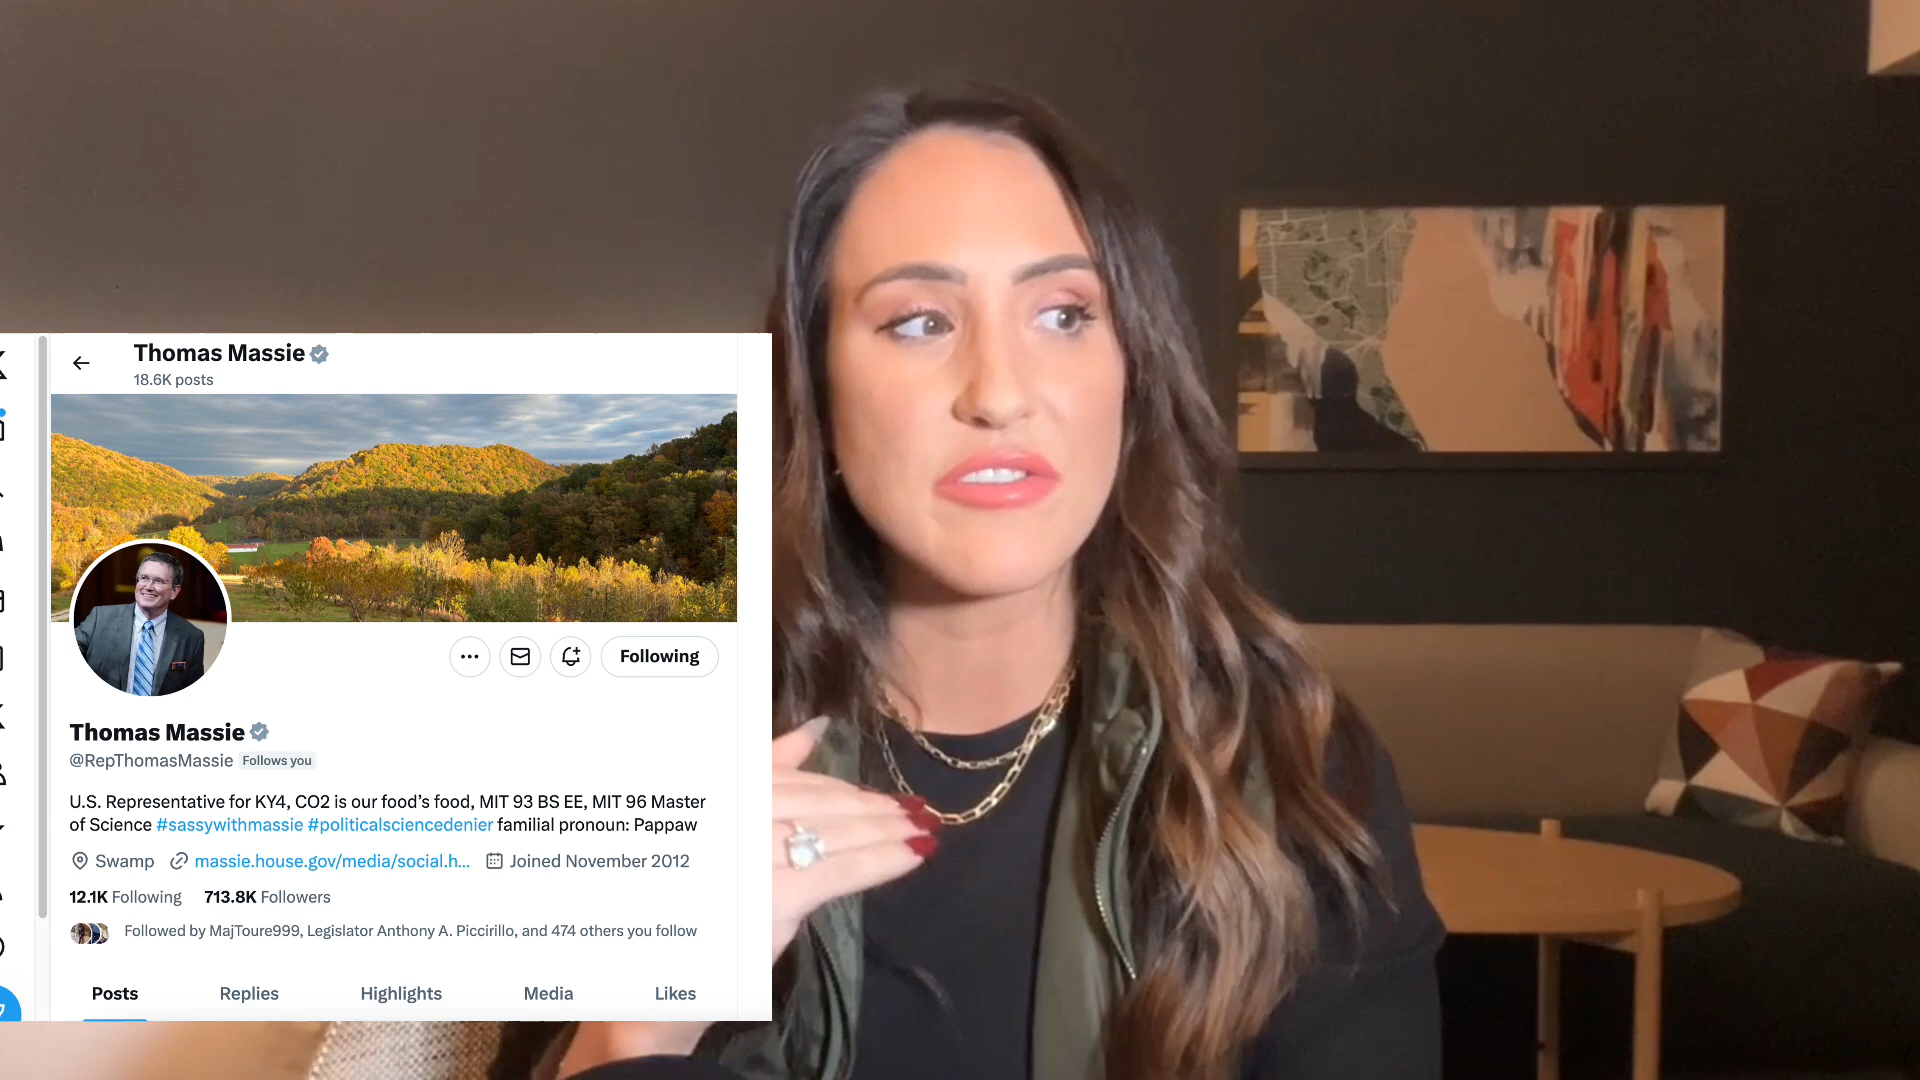 Thomas Massie
18.6K posts
Following
Thomas Massie
@RepThomasMassie Follows you
U.S. Representative for KY4, CO2 is our food’s food, MIT 93 BS EE, MIT 96 Master
of Science #sassywithmassie #politicalsciencedenier familial pronoun: Pappaw
Swamp massie.house.gov/media/social.h... Joined November 2012
12.1K Following 713.8K Followers
Followed by MajToure999, Legislator Anthony A. Piccirillo, and 474 others you follow
Posts Replies Highlights Media Likes